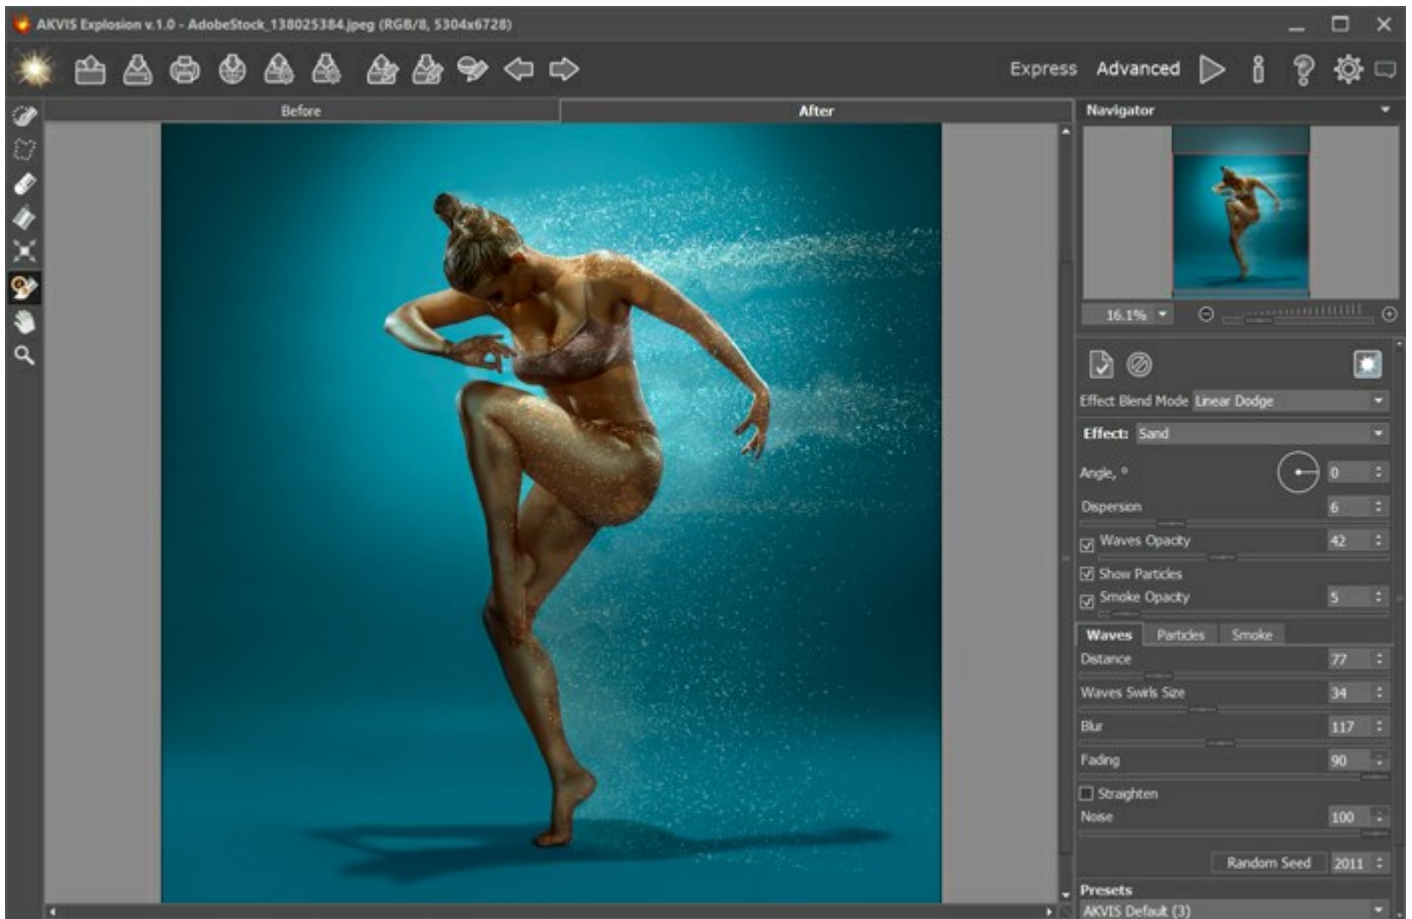 AKVIS Explosion v.1.0 - AdobeStock_138025384.jpeg (RGB/8, 5304x6728)
Express Advanced
Before After
Navigator
16.1%
Effect Blend Mode Linear Dodge
Effect: Sand
Angle, ° 0
Dispersion 6
Waves Opacity 42
Show Particles
Smoke Opacity 5
Waves Particles Smoke
Distance 77
Waves Swirls Size 34
Blur 117
Fading 90
Straighten
Noise 100
Random Seed 2011
Presets
AKVIS Default (3)